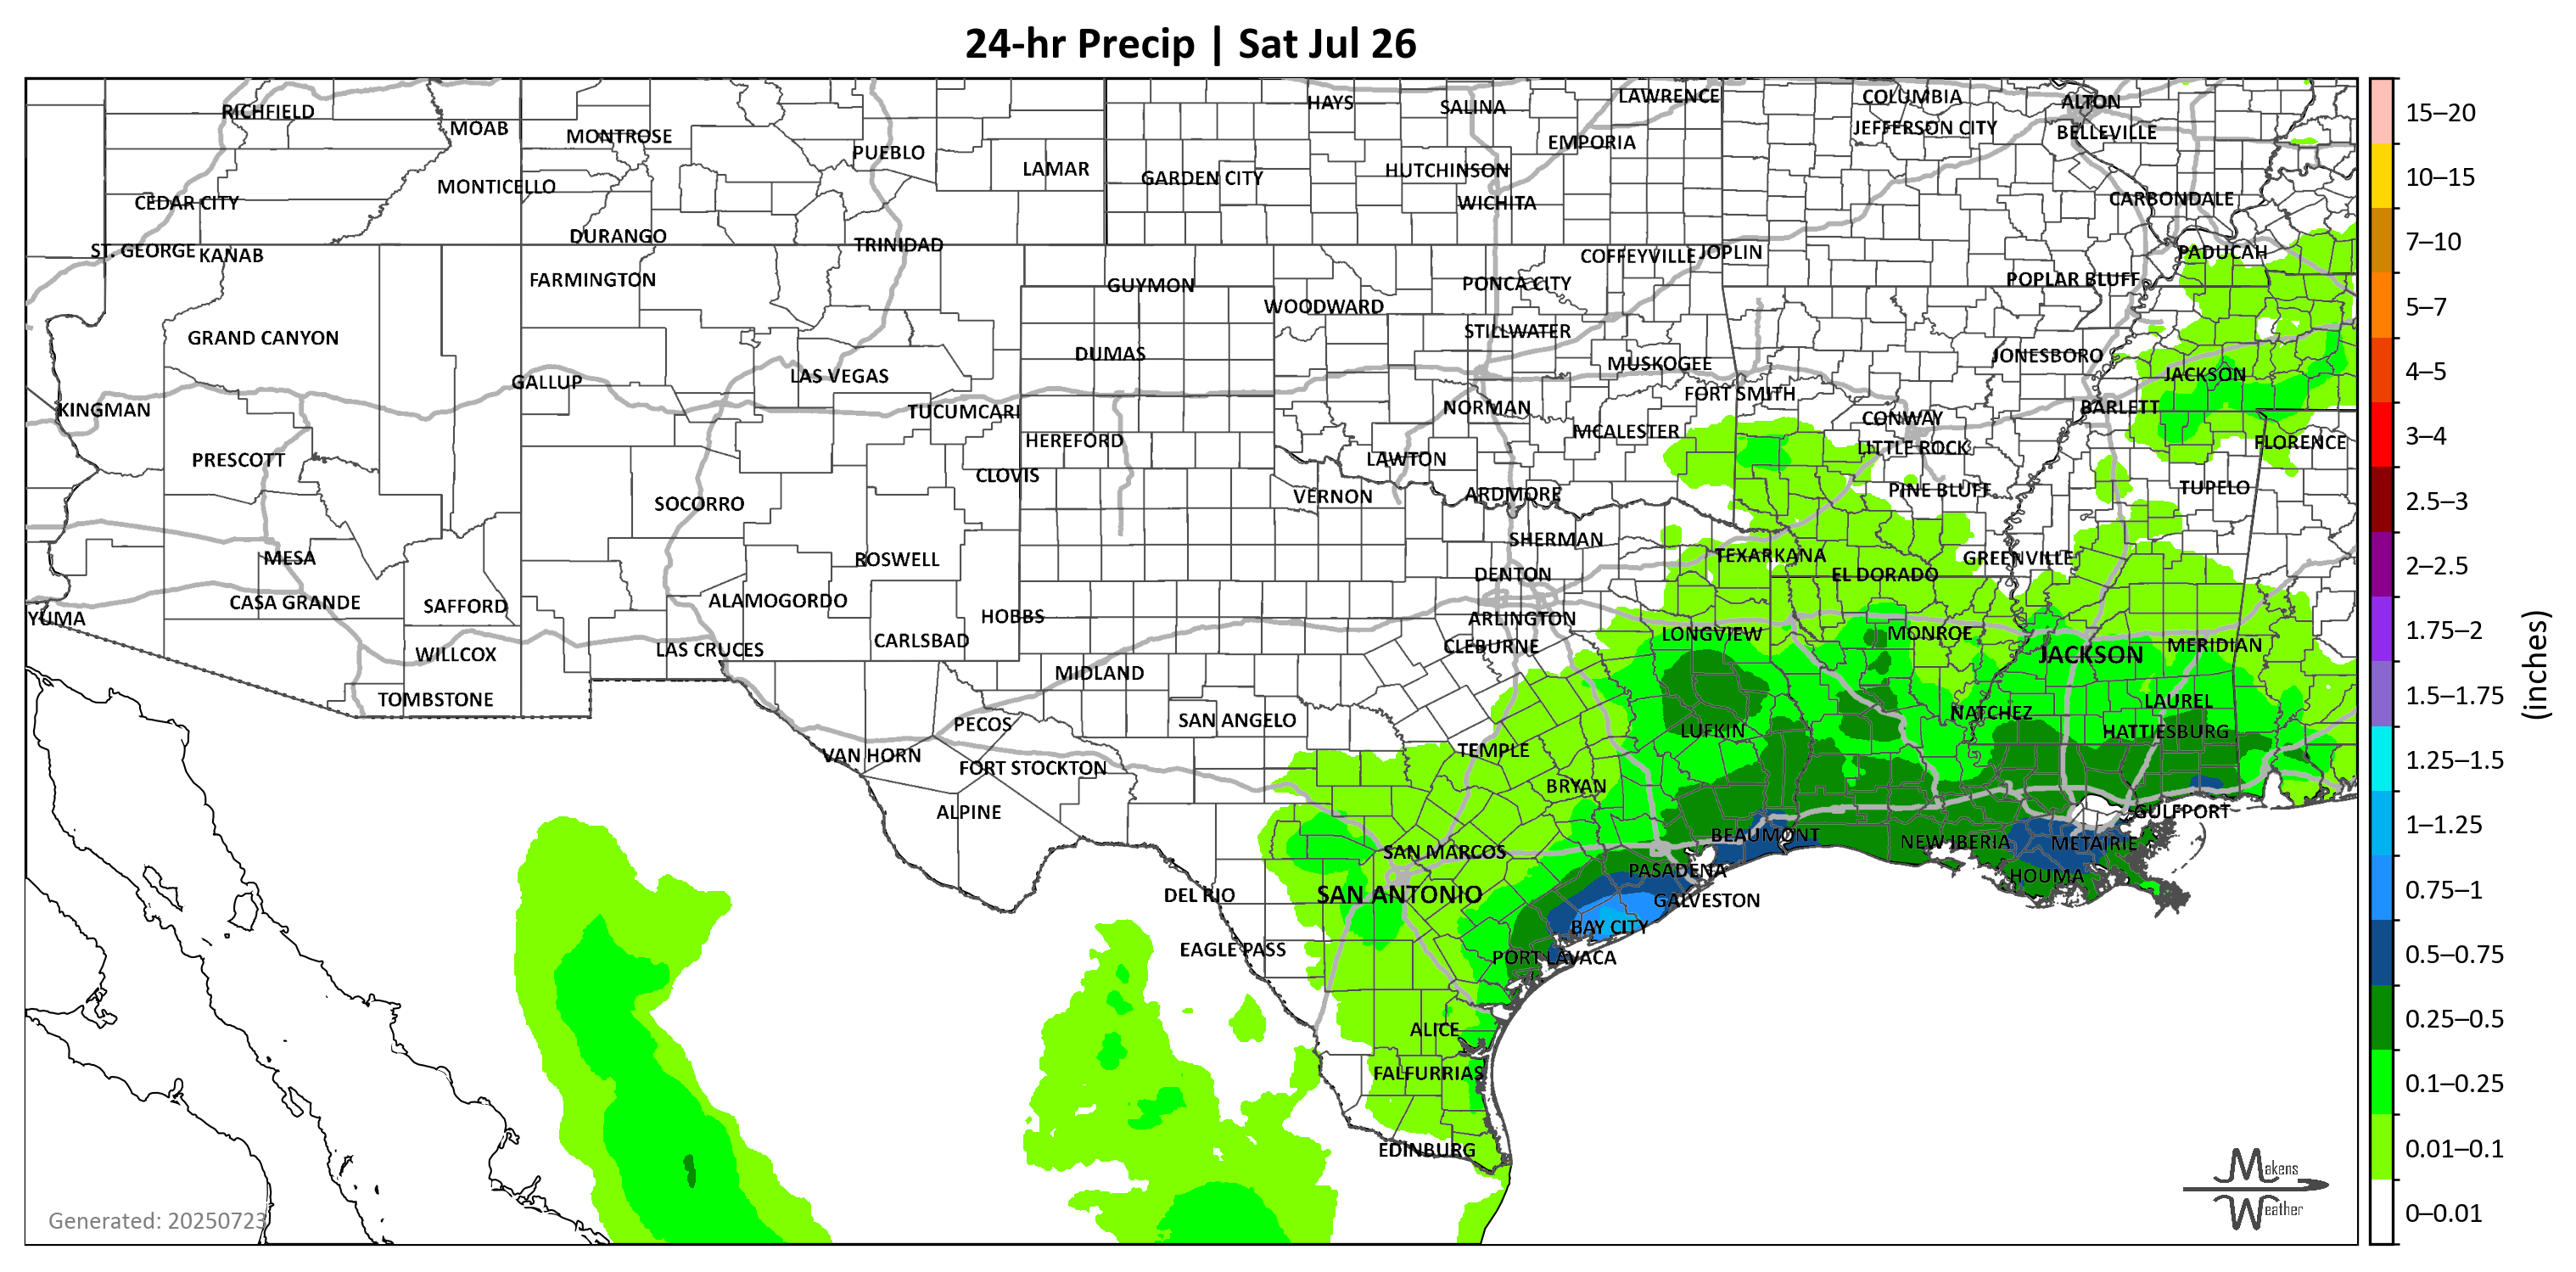 24-hr Precip | Sat Jul 26
RICHFIELD
MOAB
MONTROSE
PUEBLO
LAMAR
HAYS
SALINA
LAWRENCE
COLUMBIA
ALTON
JEFFERSON CITY
BELLEVILLE
EMPORIA
GARDEN CITY
HUTCHINSON
WICHITA
MONTICELLO
CEDAR CITY
CARBONDALE
DURANGO
TRINIDAD
ST. GEORGE
KANAB
COFFEYVILLE
JOPLIN
PADUCAH
FARMINGTON
GUYMON
PONCA CITY
POPLAR BLUFF
WOODWARD
GRAND CANYON
STILLWATER
DUMAS
JONESBORO
MUSKOGEE
GALLUP
LAS VEGAS
JACKSON
FORT SMITH
KINGMAN
TUCUMCARI
NORMAN
BARLETT
CONWAY
HEREFORD
MCALESTER
FLORENCE
LITTLE ROCK
PRESCOTT
LAWTON
CLOVIS
TUPELO
PINE BLUFF
SOCORRO
VERNON
ARDMORE
SHERMAN
MESA
ROSWELL
TEXARKANA
GREENVILLE
DENTON
EL DORADO
CASA GRANDE
SAFFORD
ALAMOGORDO
HOBBS
YUMA
ARLINGTON
LONGVIEW
MONROE
CARLSBAD
CLEBURNE
MERIDIAN
LAS CRUCES
WILLCOX
JACKSON
MIDLAND
TOMBSTONE
LAUREL
NATCHEZ
PECOS
SAN ANGELO
LUFKIN
HATTIESBURG
TEMPLE
VAN HORN
FORT STOCKTON
BRYAN
ALPINE
GULFPORT
BEAUMONT
NEW IBERIA
METAIRIE
SAN MARCOS
PASADENA
HOUMA
DEL RIO
SAN ANTONIO
GALVESTON
BAY CITY
EAGLE PASS
PORT LAVACA
ALICE
FALFURRIAS
EDINBURG
Generated: 20250723
Makens
Weather
15–20
10–15
7–10
5–7
4–5
3–4
2.5–3
2–2.5
1.75–2
1.5–1.75
1.25–1.5
1–1.25
0.75–1
0.5–0.75
0.25–0.5
0.1–0.25
0.01–0.1
0–0.01
(inches)